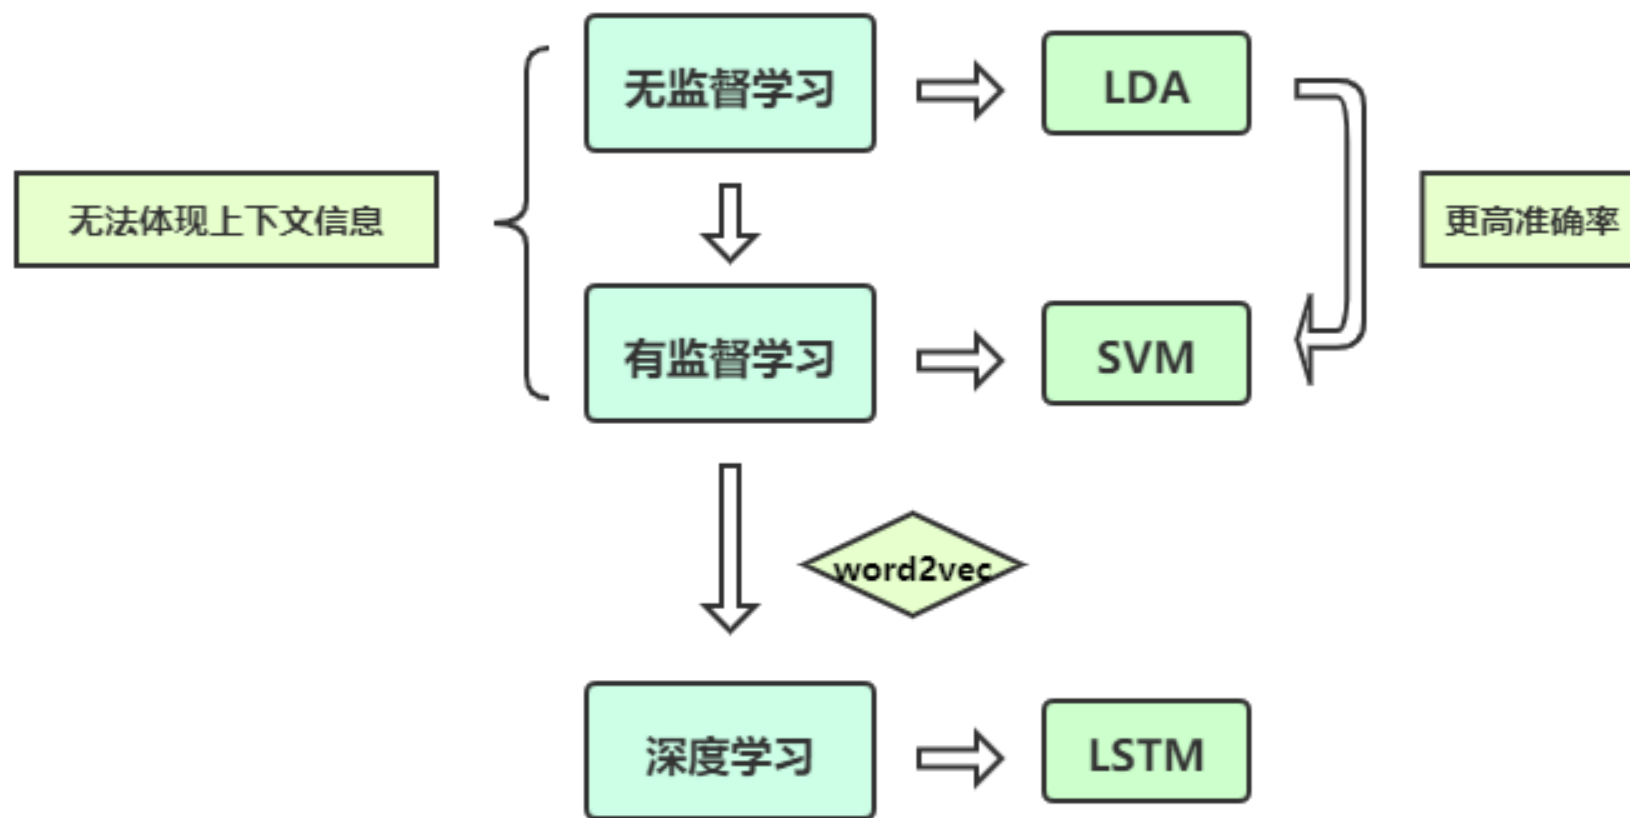 无监督学习
LDA
无法体现上下文信息
更高准确率
有监督学习
SVM
word2vec
深度学习
LSTM